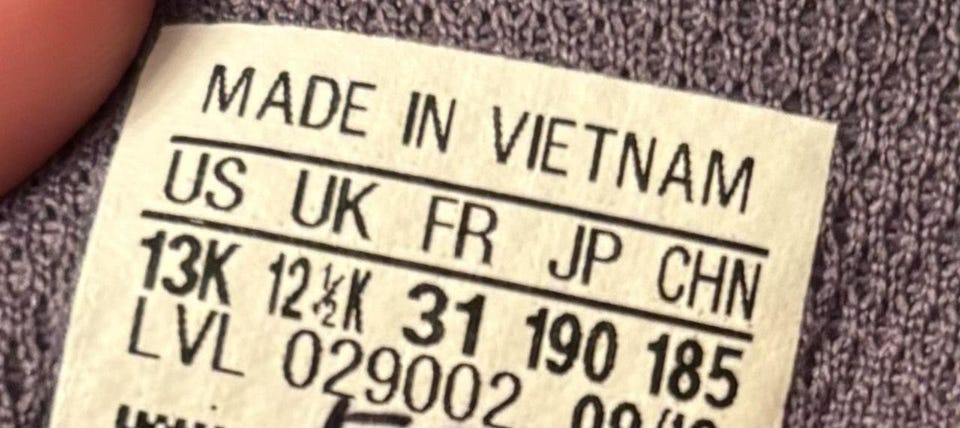 MADE IN VIETNAM
US UK FR JP CHN
13K 12½K 31 190 185
LVL 029002